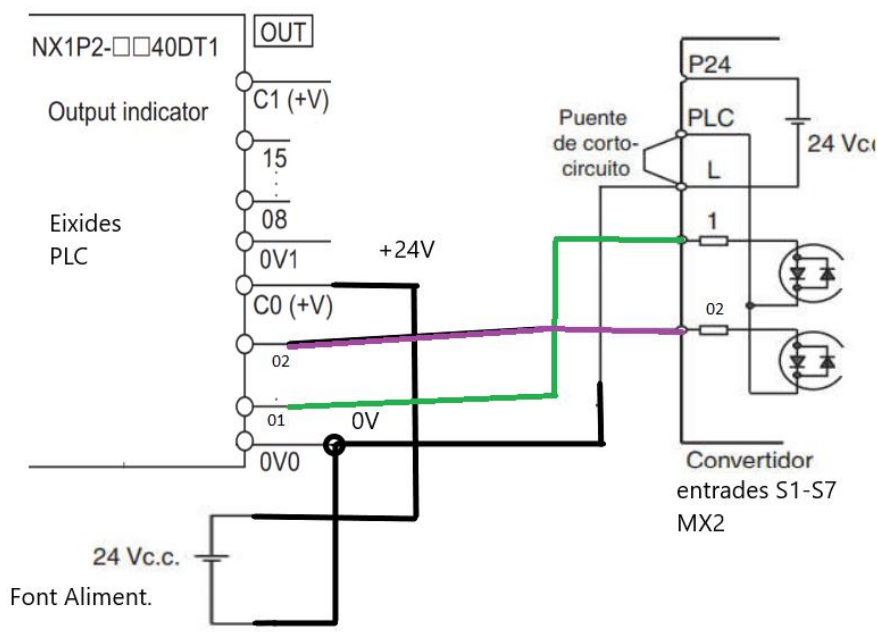 NX1P2-□□40DT1
OUT
Output indicator
C1 (+V)
15
08
Eixides
PLC
0V1
+24V
C0 (+V)
02
01
0V
0V0
24 Vc.c.
Font Aliment.
P24
Puente
de corto-
circuito
PLC
24 Vc
L
1
02
Convertidor
entrades S1-S7
MX2